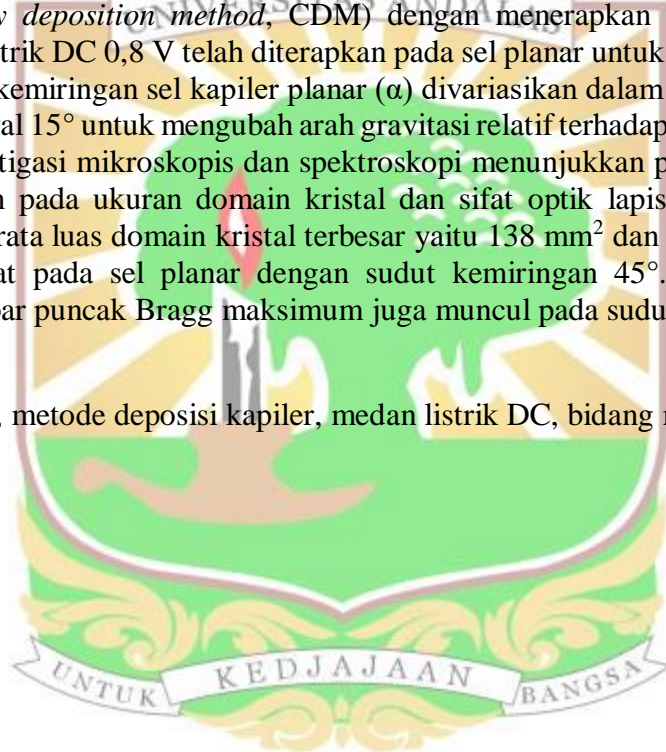 deposition method, CDM) dengan menerapkan
UNIVERSITAS ANDALAS
trik DC 0,8 V telah diterapkan pada sel planar untuk
kemiringan sel kapiler planar (α) divariasikan dalam
al 15° untuk mengubah arah gravitasi relatif terhadap
tigasi mikroskopis dan spektroskopi menunjukkan p
pada ukuran domain kristal dan sifat optik lapis
rata luas domain kristal terbesar yaitu 138 mm² dan
at pada sel planar dengan sudut kemiringan 45°.
bar puncak Bragg maksimum juga muncul pada sudu
, metode deposisi kapiler, medan listrik DC, bidang
UNTUK KEDJAJAAN BANGSA